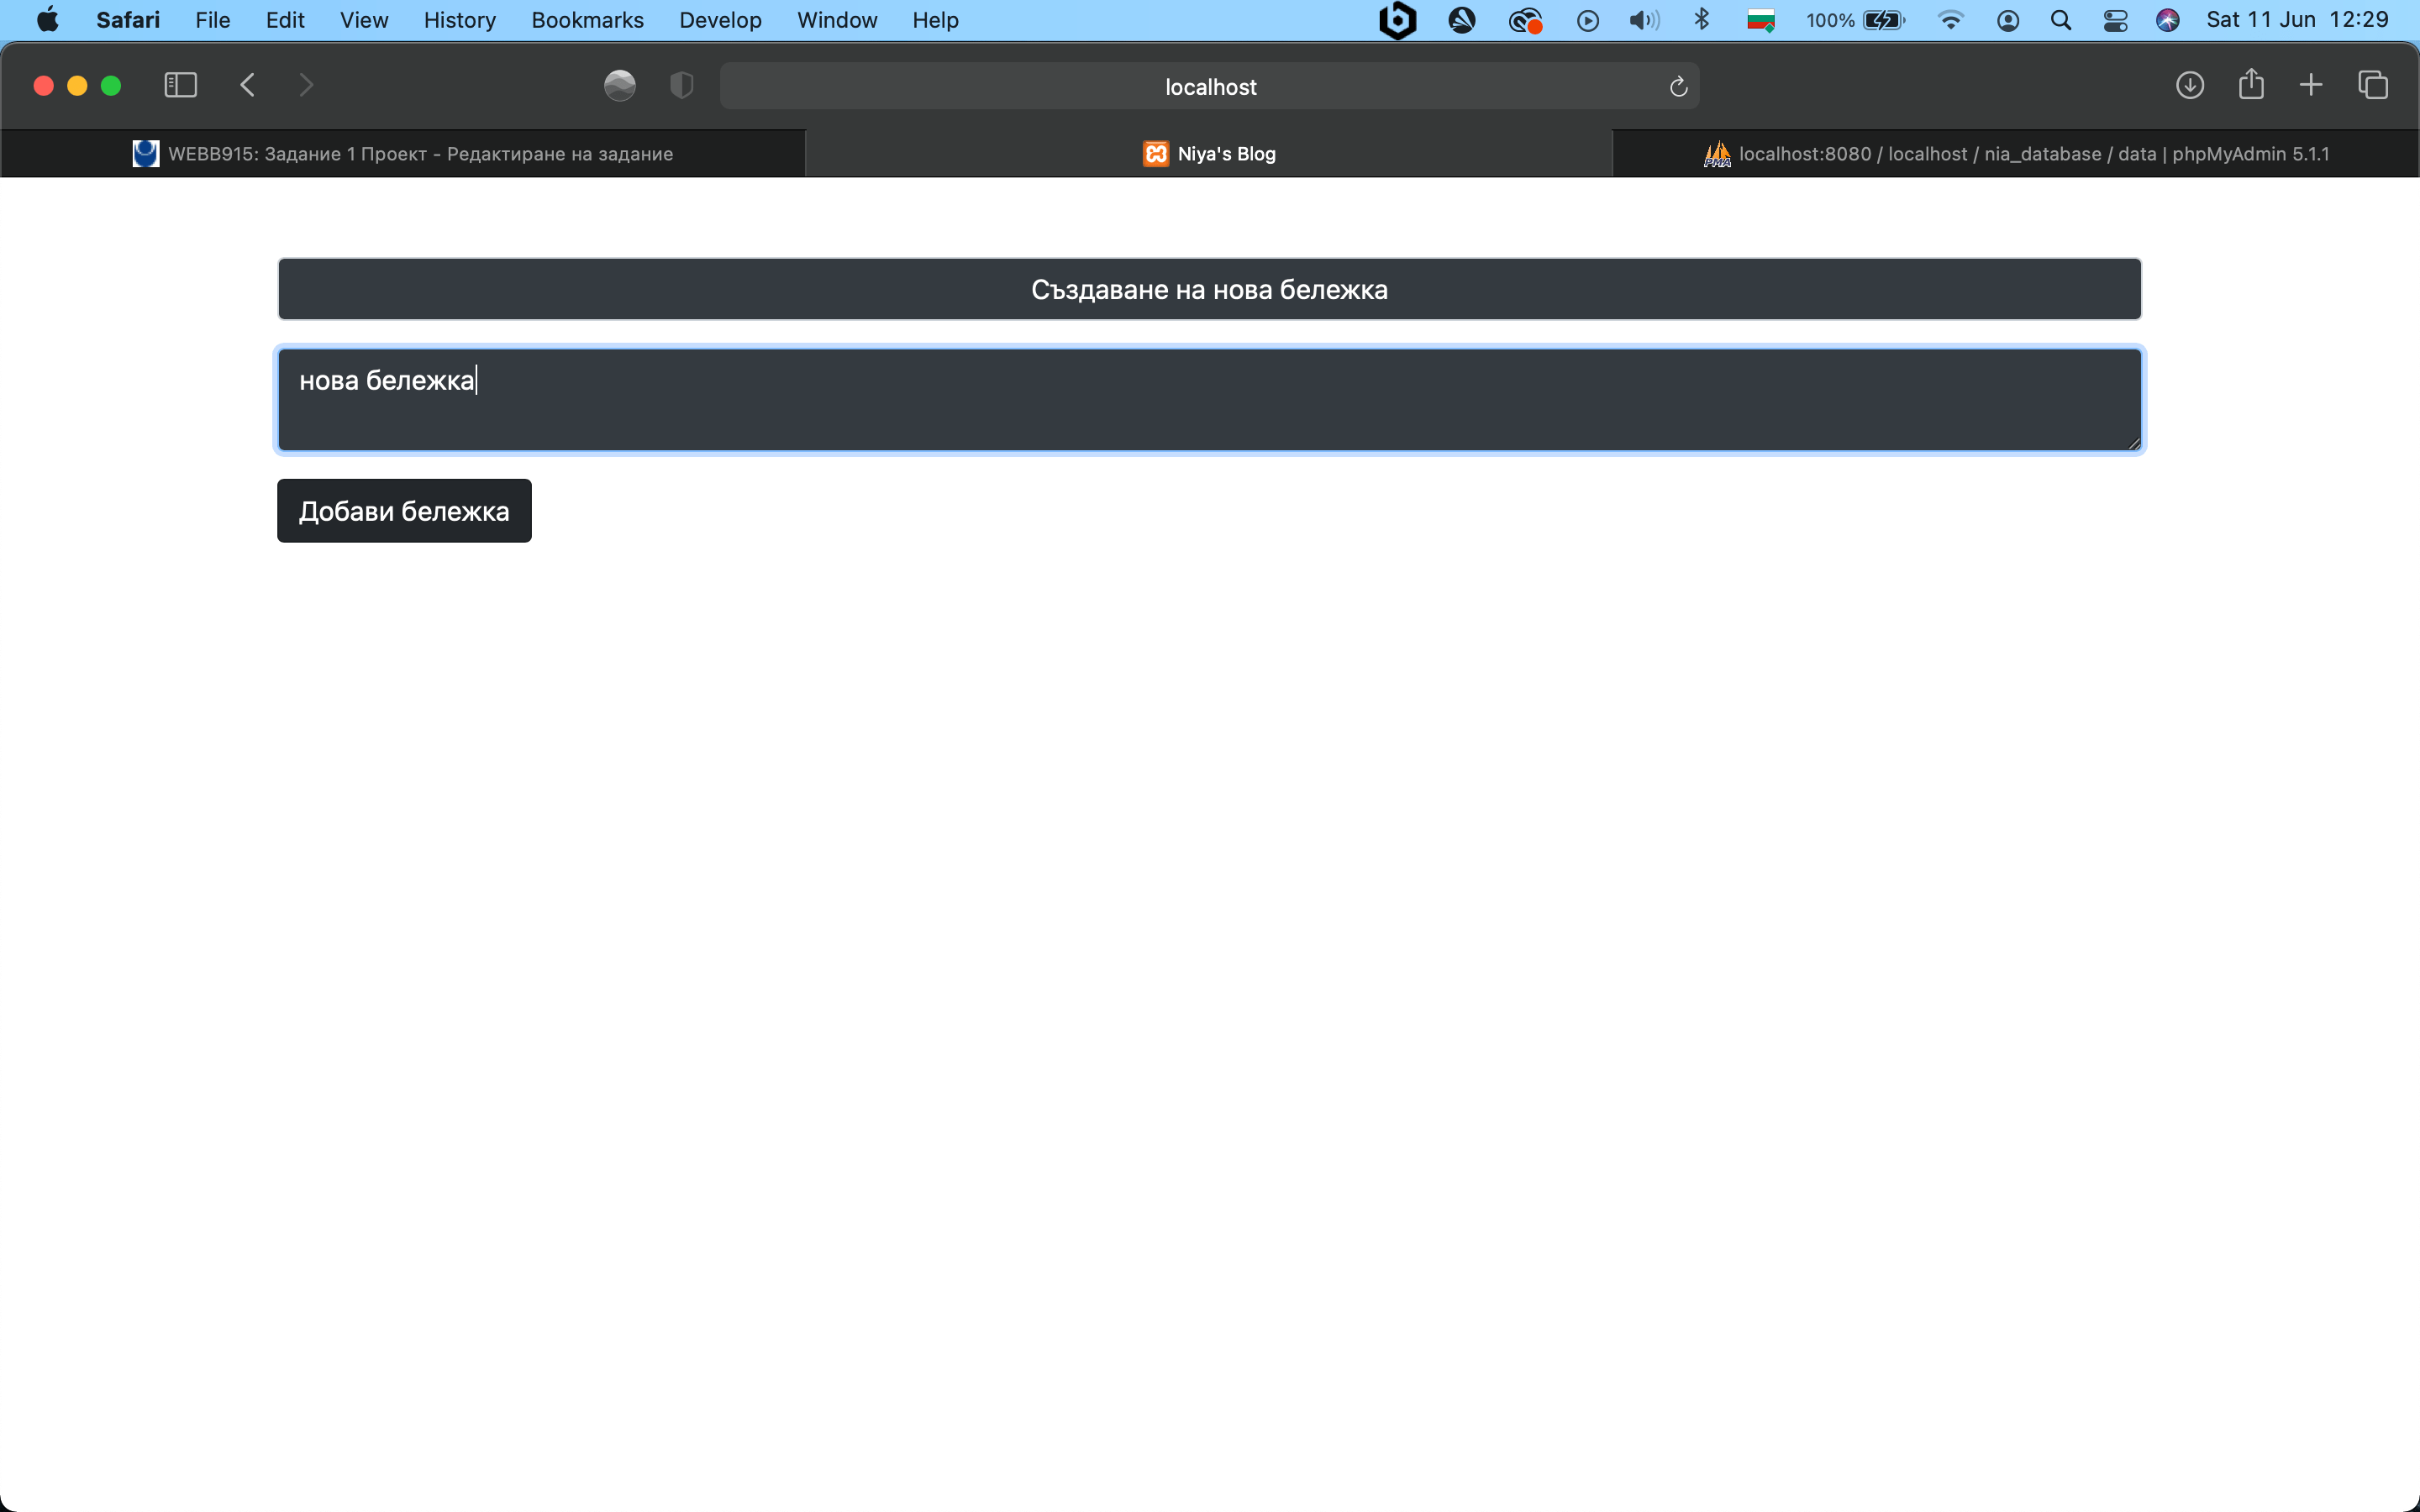 Safari File Edit View History Bookmarks Develop Window Help 100% Sat 11 Jun 12:29
localhost
WEBB915: Задание 1 Проект - Редактиране на задание
Niya's Blog
localhost:8080 / localhost / nia_database / data | phpMyAdmin 5.1.1
Създаване на нова бележка
нова бележка
Добави бележка